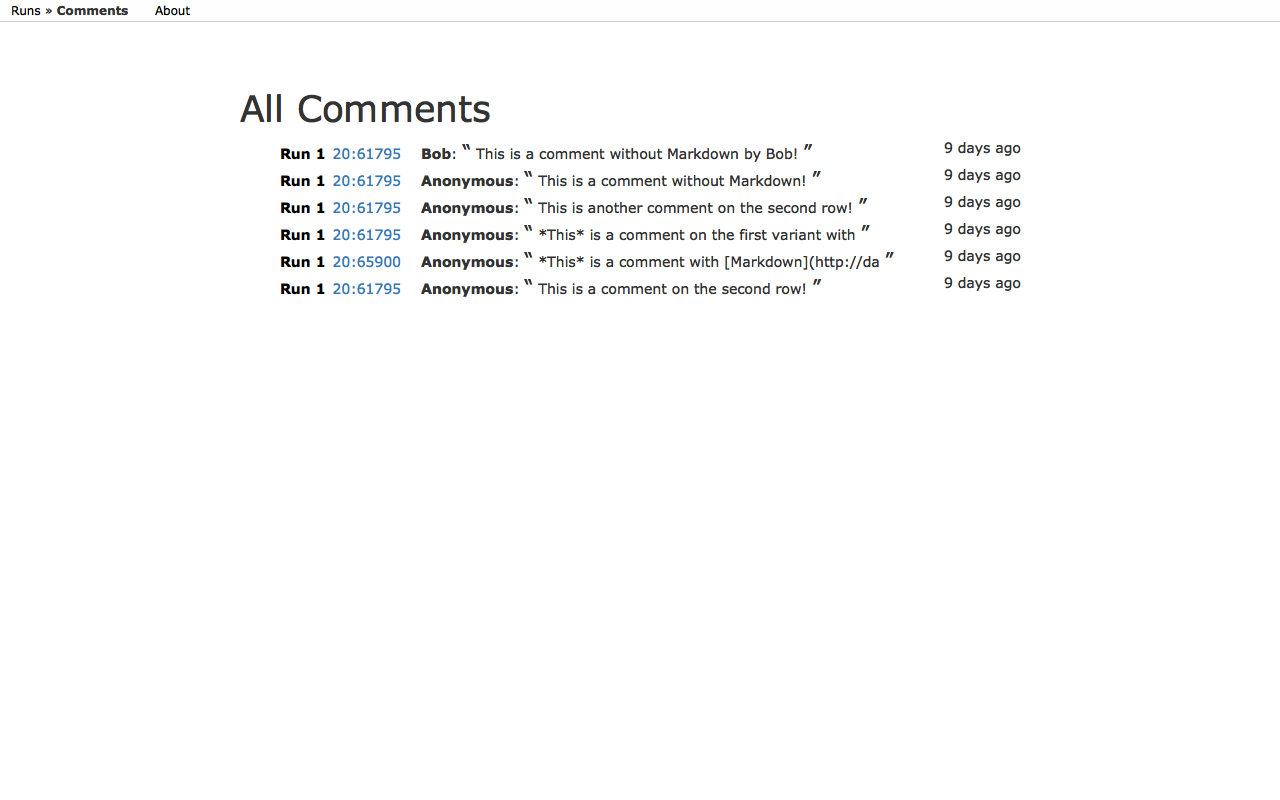 Runs » Comments About
All Comments
Run 1 20:61795 Bob: “ This is a comment without Markdown by Bob! ” 9 days ago
Run 1 20:61795 Anonymous: “ This is a comment without Markdown! ” 9 days ago
Run 1 20:61795 Anonymous: “ This is another comment on the second row! ” 9 days ago
Run 1 20:61795 Anonymous: “ *This* is a comment on the first variant with ” 9 days ago
Run 1 20:65900 Anonymous: “ *This* is a comment with [Markdown](http://da ” 9 days ago
Run 1 20:61795 Anonymous: “ This is a comment on the second row! ” 9 days ago